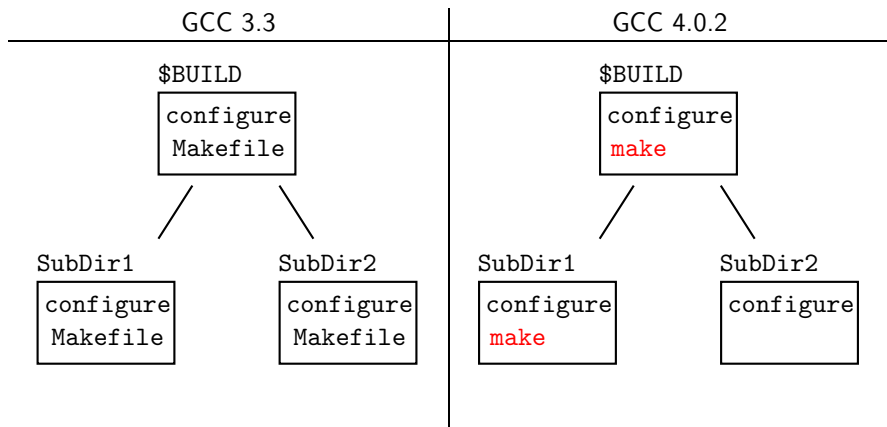 GCC 3.3
GCC 4.0.2
$BUILD
configure
Makefile
SubDir1
SubDir2
configure
Makefile
configure
Makefile
$BUILD
configure
make
SubDir1
SubDir2
configure
make
configure